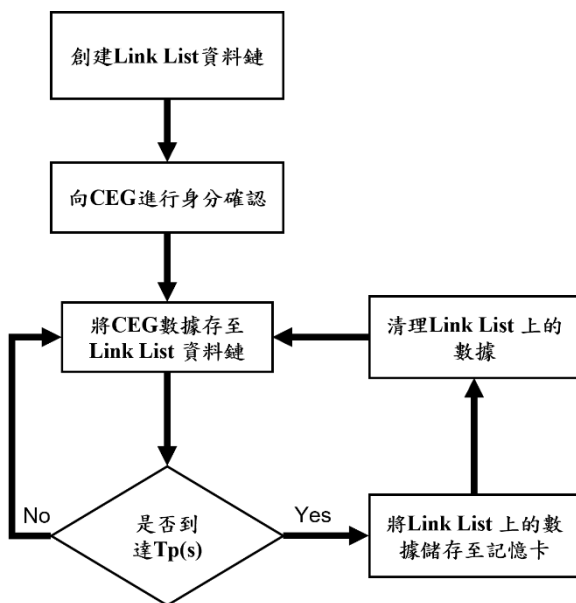 創建Link List資料鏈
向CEG進行身分確認
將CEG數據存至
Link List 資料鏈
清理Link List 上的
數據
No
是否到
達Tp(s)
Yes
將Link List 上的數
據儲存至記憶卡